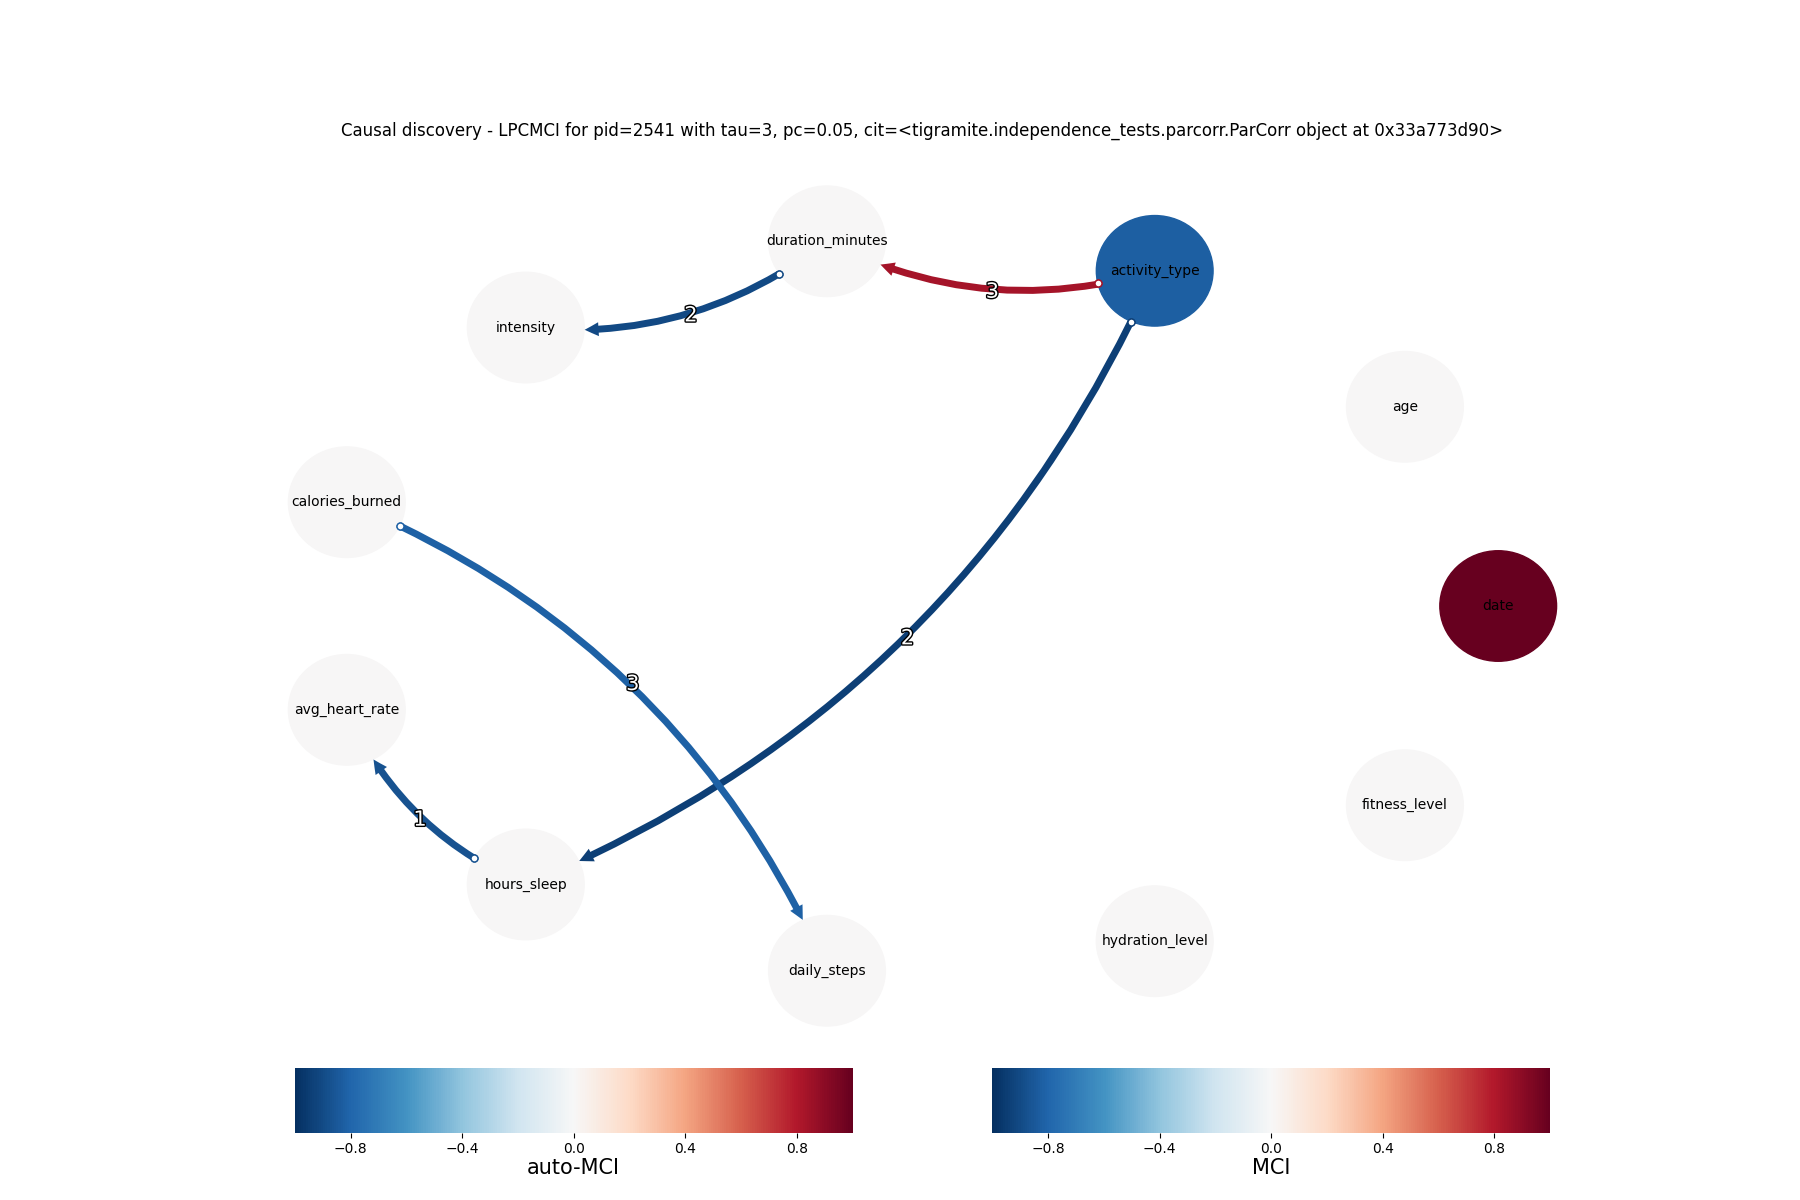 Causal discovery - LPCMCI for pid=2541 with tau=3, pc=0.05, cit=<tigramite.independence_tests.parcorr.ParCorr object at 0x33a773d90>
duration_minutes
activity_type
3
2
intensity
age
calories_burned
date
2
3
avg_heart_rate
fitness_level
1
hours_sleep
hydration_level
daily_steps
−0.8 −0.4 0.0 0.4 0.8
auto-MCI
−0.8 −0.4 0.0 0.4 0.8
MCI